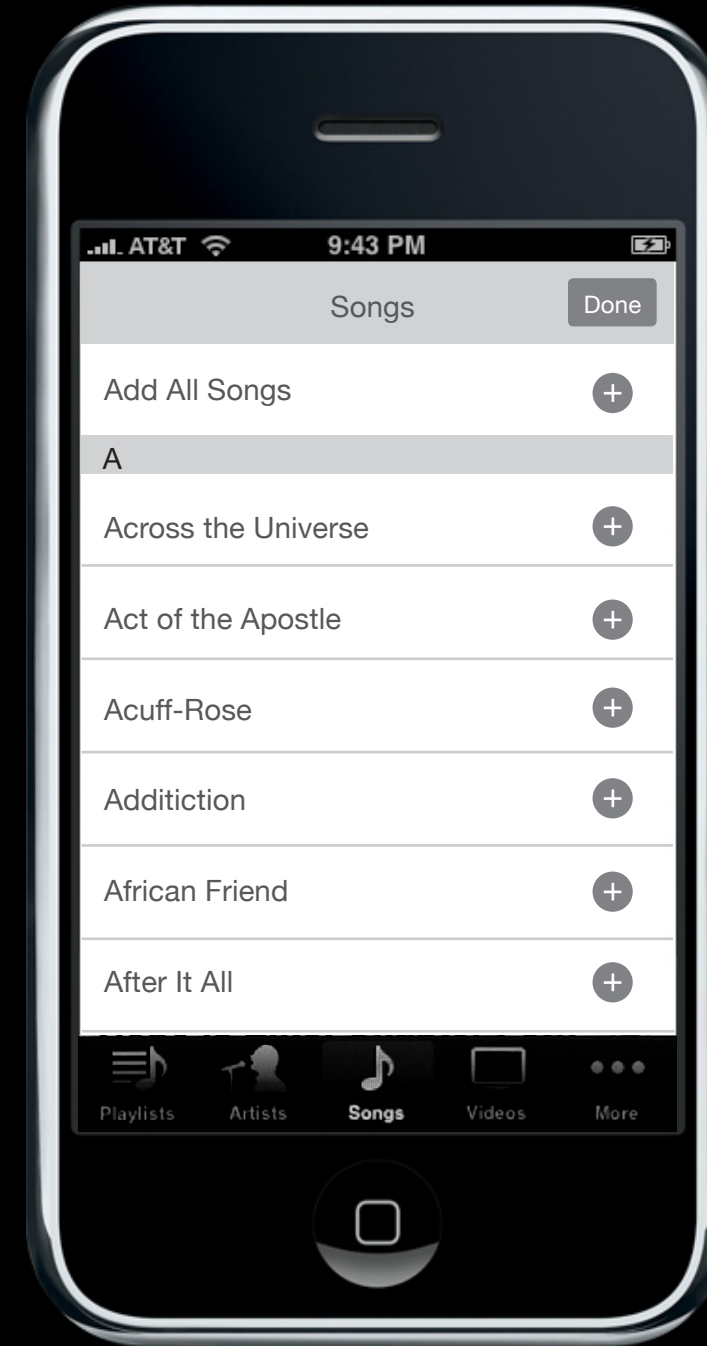 AT&T 9:43 PM
Songs Done
Add All Songs
A
Across the Universe
Act of the Apostle
Acuff-Rose
Additiction
African Friend
After It All
Playlists Artists Songs Videos More